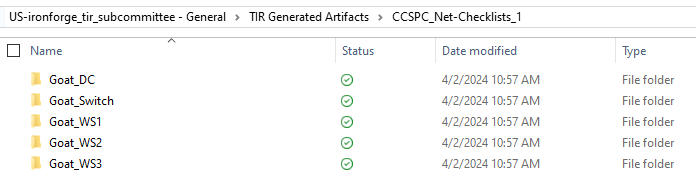 US-ironforge_tir_subcommittee - General > TIR Generated Artifacts > CCSPC_Net-Checklists_1
Name Status Date modified Type
Goat_DC 4/2/2024 10:57 AM File folder
Goat_Switch 4/2/2024 10:57 AM File folder
Goat_WS1 4/2/2024 10:57 AM File folder
Goat_WS2 4/2/2024 10:57 AM File folder
Goat_WS3 4/2/2024 10:57 AM File folder